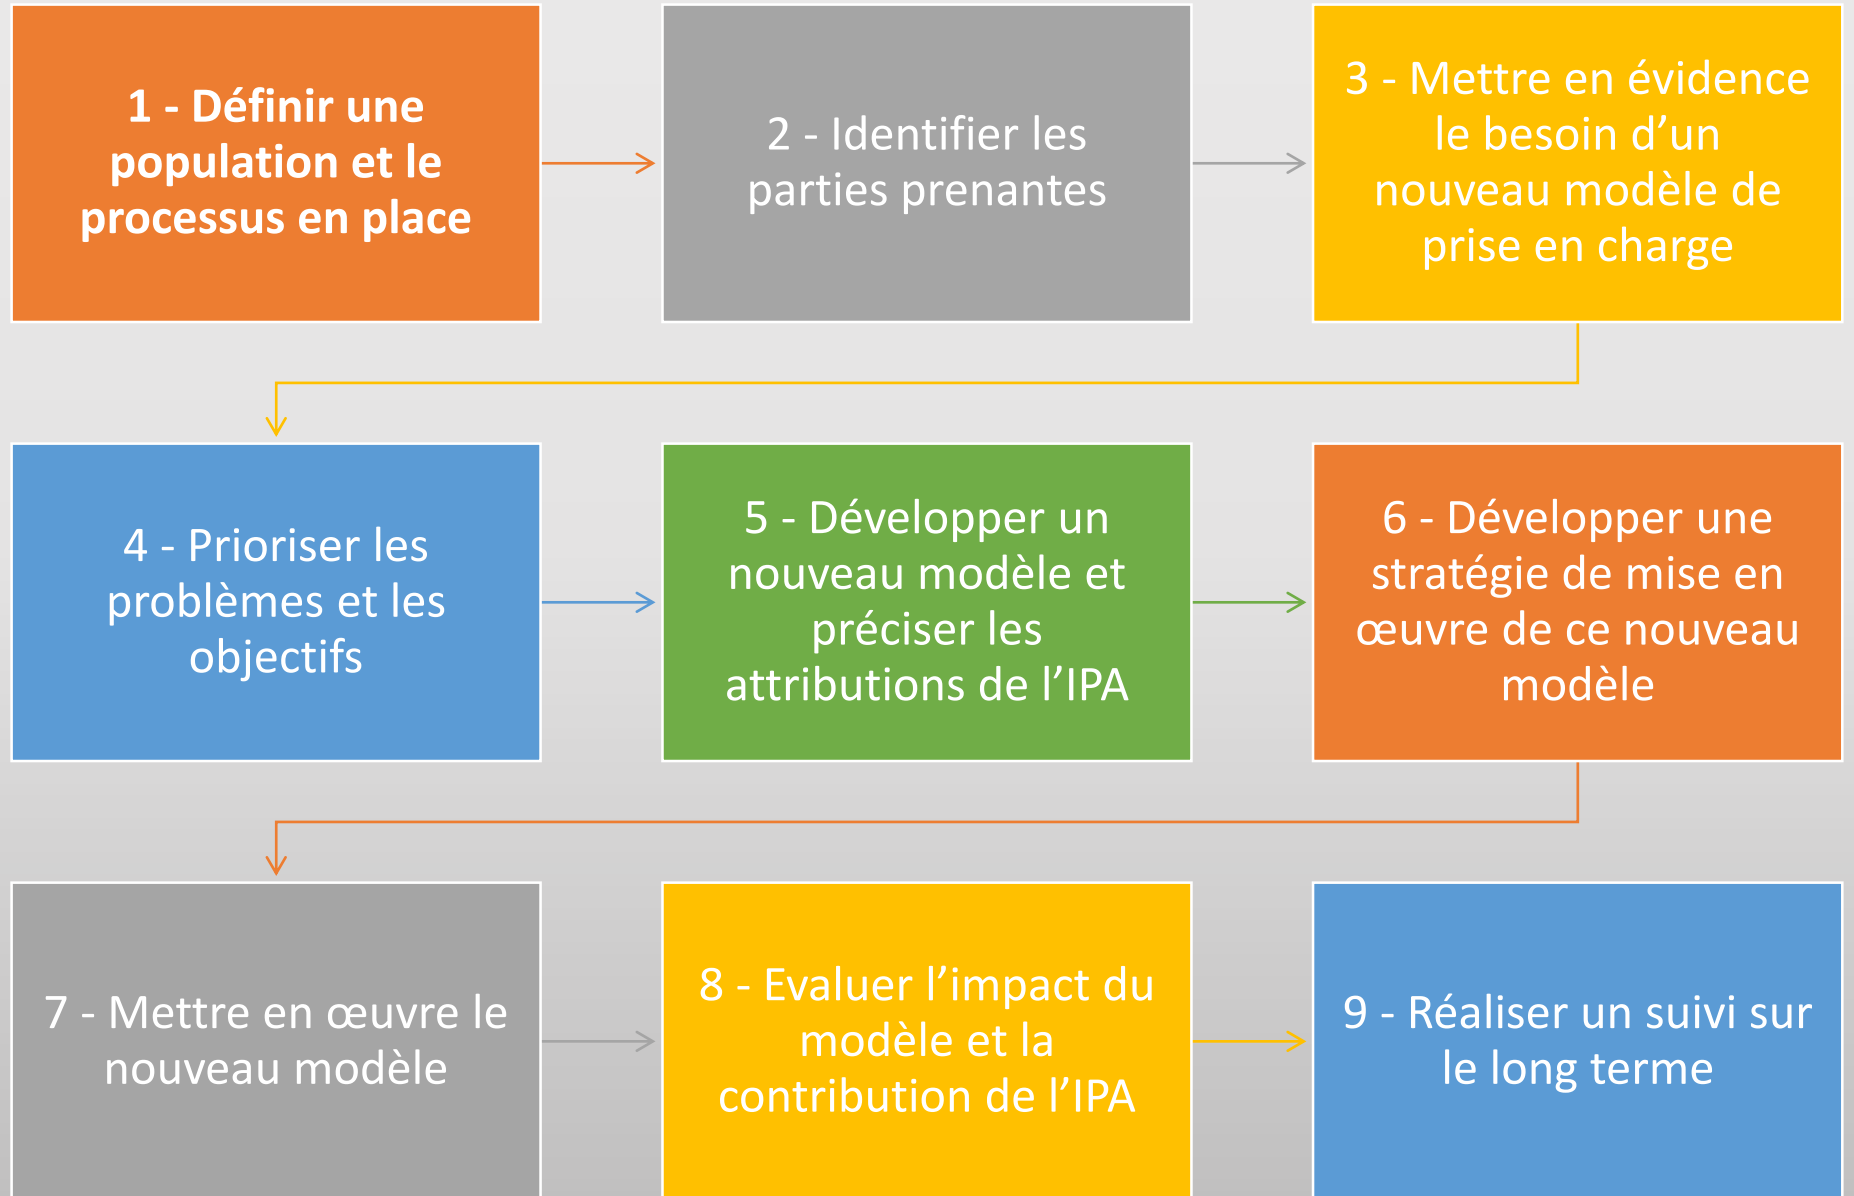 1 - Définir une
population et le
processus en place
2 - Identifier les
parties prenantes
3 - Mettre en évidence
le besoin d’un
nouveau modèle de
prise en charge
4 - Prioriser les
problèmes et les
objectifs
5 - Développer un
nouveau modèle et
préciser les
attributions de l’IPA
6 - Développer une
stratégie de mise en
œuvre de ce nouveau
modèle
7 - Mettre en œuvre le
nouveau modèle
8 - Evaluer l’impact du
modèle et la
contribution de l’IPA
9 - Réaliser un suivi sur
le long terme